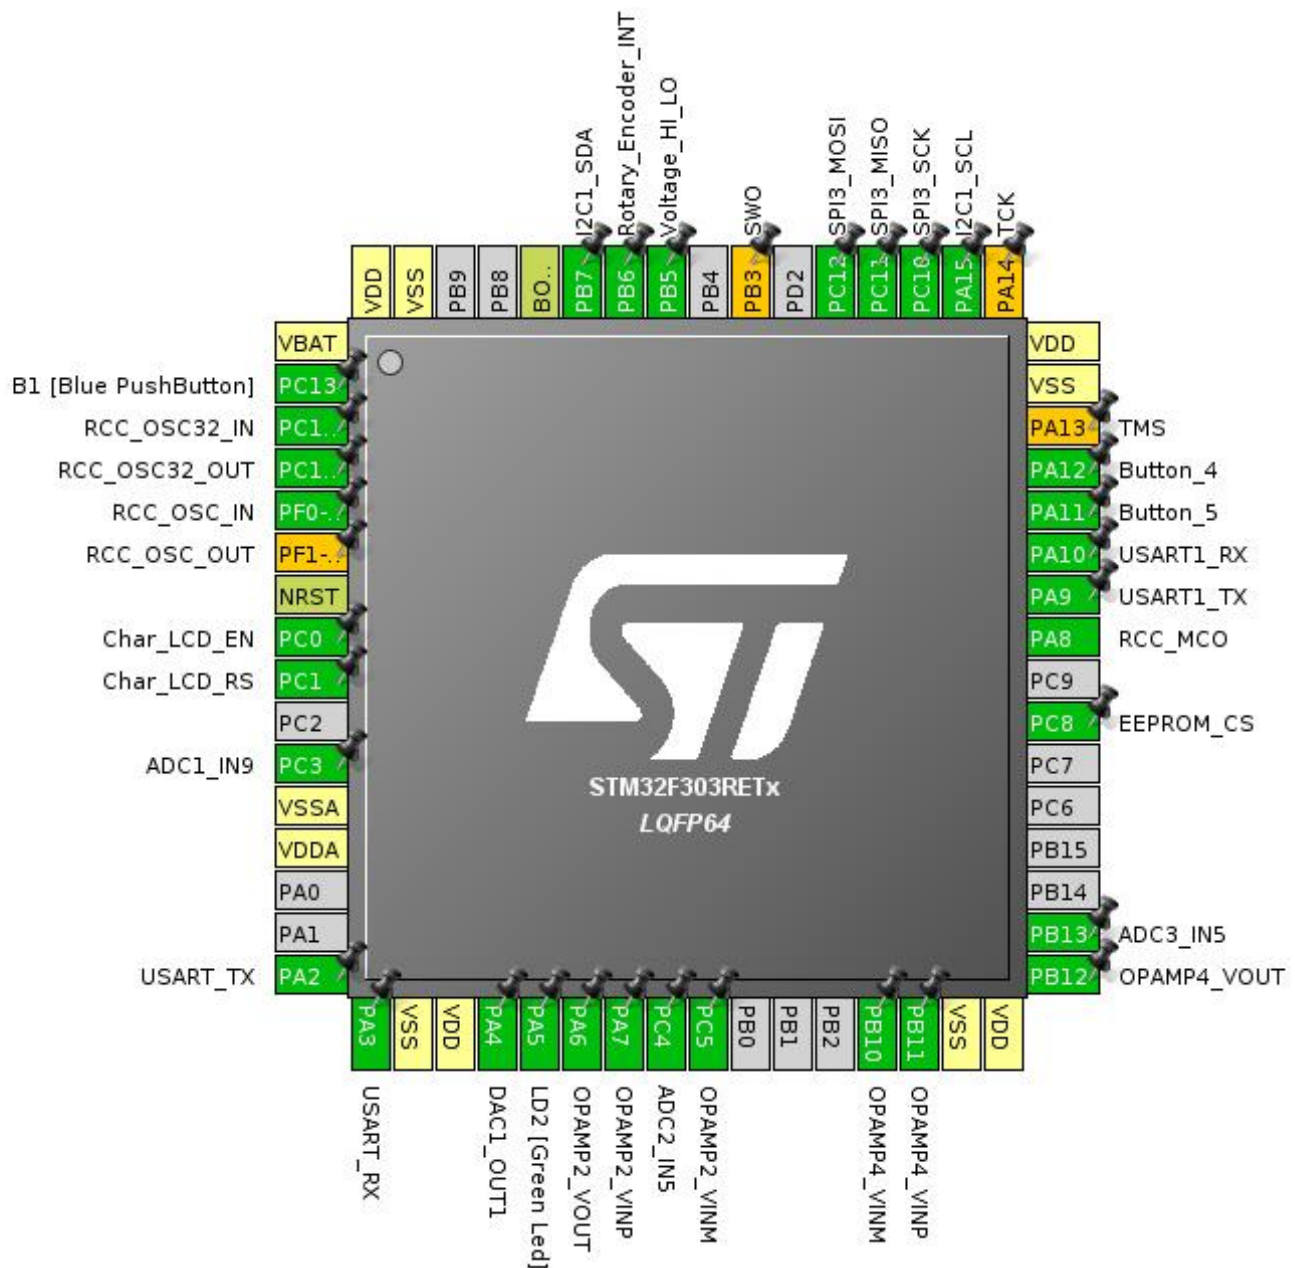 I2C1_SDA
Rotary_Encoder_INT
Voltage_HI_LO
SWO
SPI3_MOSI
SPI3_MISO
SPI3_SCK
I2C1_SCL
TCK
VDD
VSS
PB9
PB8
BO..
PB7
PB6
PB5
PB4
PB3
PD2
PC12
PC11
PC10
PA15
PA14
VBAT
B1 [Blue PushButton] PC13
RCC_OSC32_IN PC1..
RCC_OSC32_OUT PC1..
RCC_OSC_IN PF0-..
RCC_OSC_OUT PF1-..
NRST
Char_LCD_EN PC0
Char_LCD_RS PC1
PC2
ADC1_IN9 PC3
VSSA
VDDA
PA0
PA1
USART_TX PA2
ST
STM32F303RETx
LQFP64
VDD
VSS
PA13 TMS
PA12 Button_4
PA11 Button_5
PA10 USART1_RX
PA9 USART1_TX
PA8 RCC_MCO
PC9
PC8 EEPROM_CS
PC7
PC6
PB15
PB14
PB13 ADC3_IN5
PB12 OPAMP4_VOUT
PA3
VSS
VDD
PA4
PA5
PA6
PA7
PC4
PC5
PB0
PB1
PB2
PB10
PB11
VSS
VDD
USART_RX
DAC1_OUT1
LD2 [Green Led]
OPAMP2_VOUT
OPAMP2_VINP
ADC2_IN5
OPAMP2_VINM
OPAMP4_VINM
OPAMP4_VINP